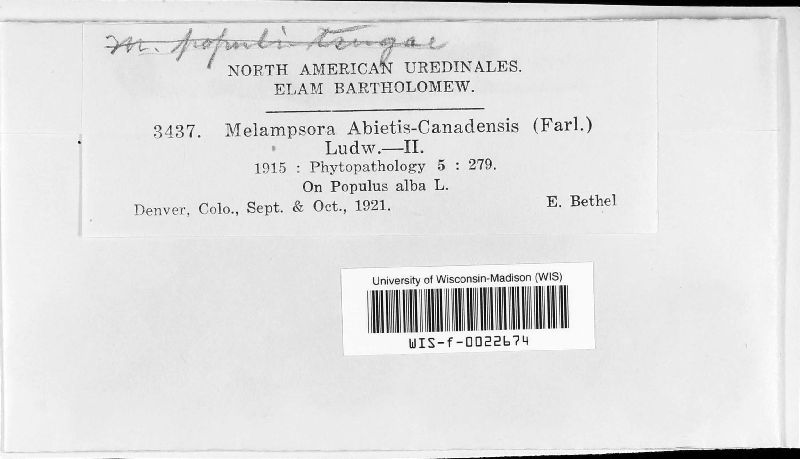 M. populi tsugae
NORTH AMERICAN UREDINALES.
ELAM BARTHOLOMEW.
3437. Melampsora Abietis-Canadensis (Farl.)
Ludw.—II.
1915 : Phytopathology 5 : 279.
On Populus alba L.
Denver, Colo., Sept. & Oct., 1921. E. Bethel
University of Wisconsin-Madison (WIS)
WIS-f-0022674